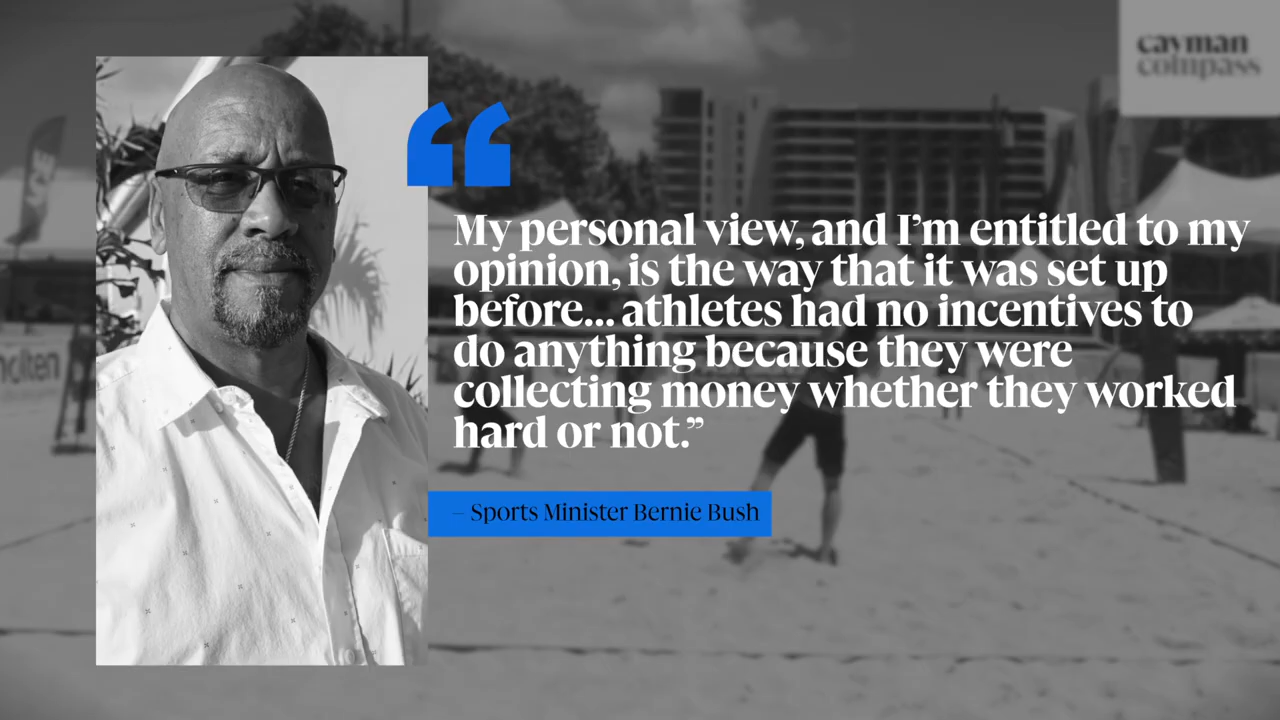 cayman
compass
“
My personal view, and I’m entitled to my
opinion, is the way that it was set up
before... athletes had no incentives to
do anything because they were
collecting money whether they worked
hard or not.”
– Sports Minister Bernie Bush
molten